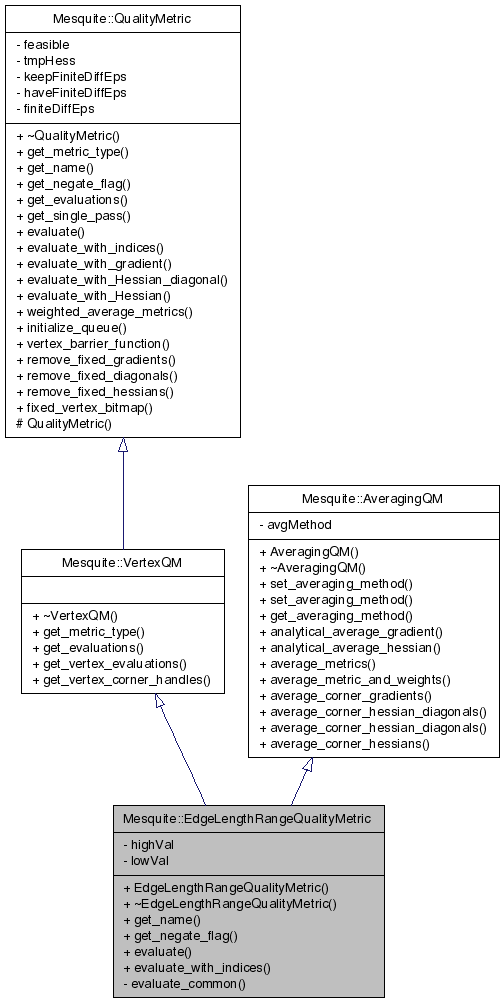 Mesquite::QualityMetric
- feasible
- tmpHess
- keepFiniteDiffEps
- haveFiniteDiffEps
- finiteDiffEps
+ ~QualityMetric()
+ get_metric_type()
+ get_name()
+ get_negate_flag()
+ get_evaluations()
+ get_single_pass()
+ evaluate()
+ evaluate_with_indices()
+ evaluate_with_gradient()
+ evaluate_with_Hessian_diagonal()
+ evaluate_with_Hessian()
+ weighted_average_metrics()
+ initialize_queue()
+ vertex_barrier_function()
+ remove_fixed_gradients()
+ remove_fixed_diagonals()
+ remove_fixed_hessians()
+ fixed_vertex_bitmap()
# QualityMetric()
Mesquite::VertexQM
+ ~VertexQM()
+ get_metric_type()
+ get_evaluations()
+ get_vertex_evaluations()
+ get_vertex_corner_handles()
Mesquite::AveragingQM
- avgMethod
+ AveragingQM()
+ ~AveragingQM()
+ set_averaging_method()
+ set_averaging_method()
+ get_averaging_method()
+ analytical_average_gradient()
+ analytical_average_hessian()
+ average_metrics()
+ average_metric_and_weights()
+ average_corner_gradients()
+ average_corner_hessian_diagonals()
+ average_corner_hessian_diagonals()
+ average_corner_hessians()
Mesquite::EdgeLengthRangeQualityMetric
- highVal
- lowVal
+ EdgeLengthRangeQualityMetric()
+ ~EdgeLengthRangeQualityMetric()
+ get_name()
+ get_negate_flag()
+ evaluate()
+ evaluate_with_indices()
- evaluate_common()